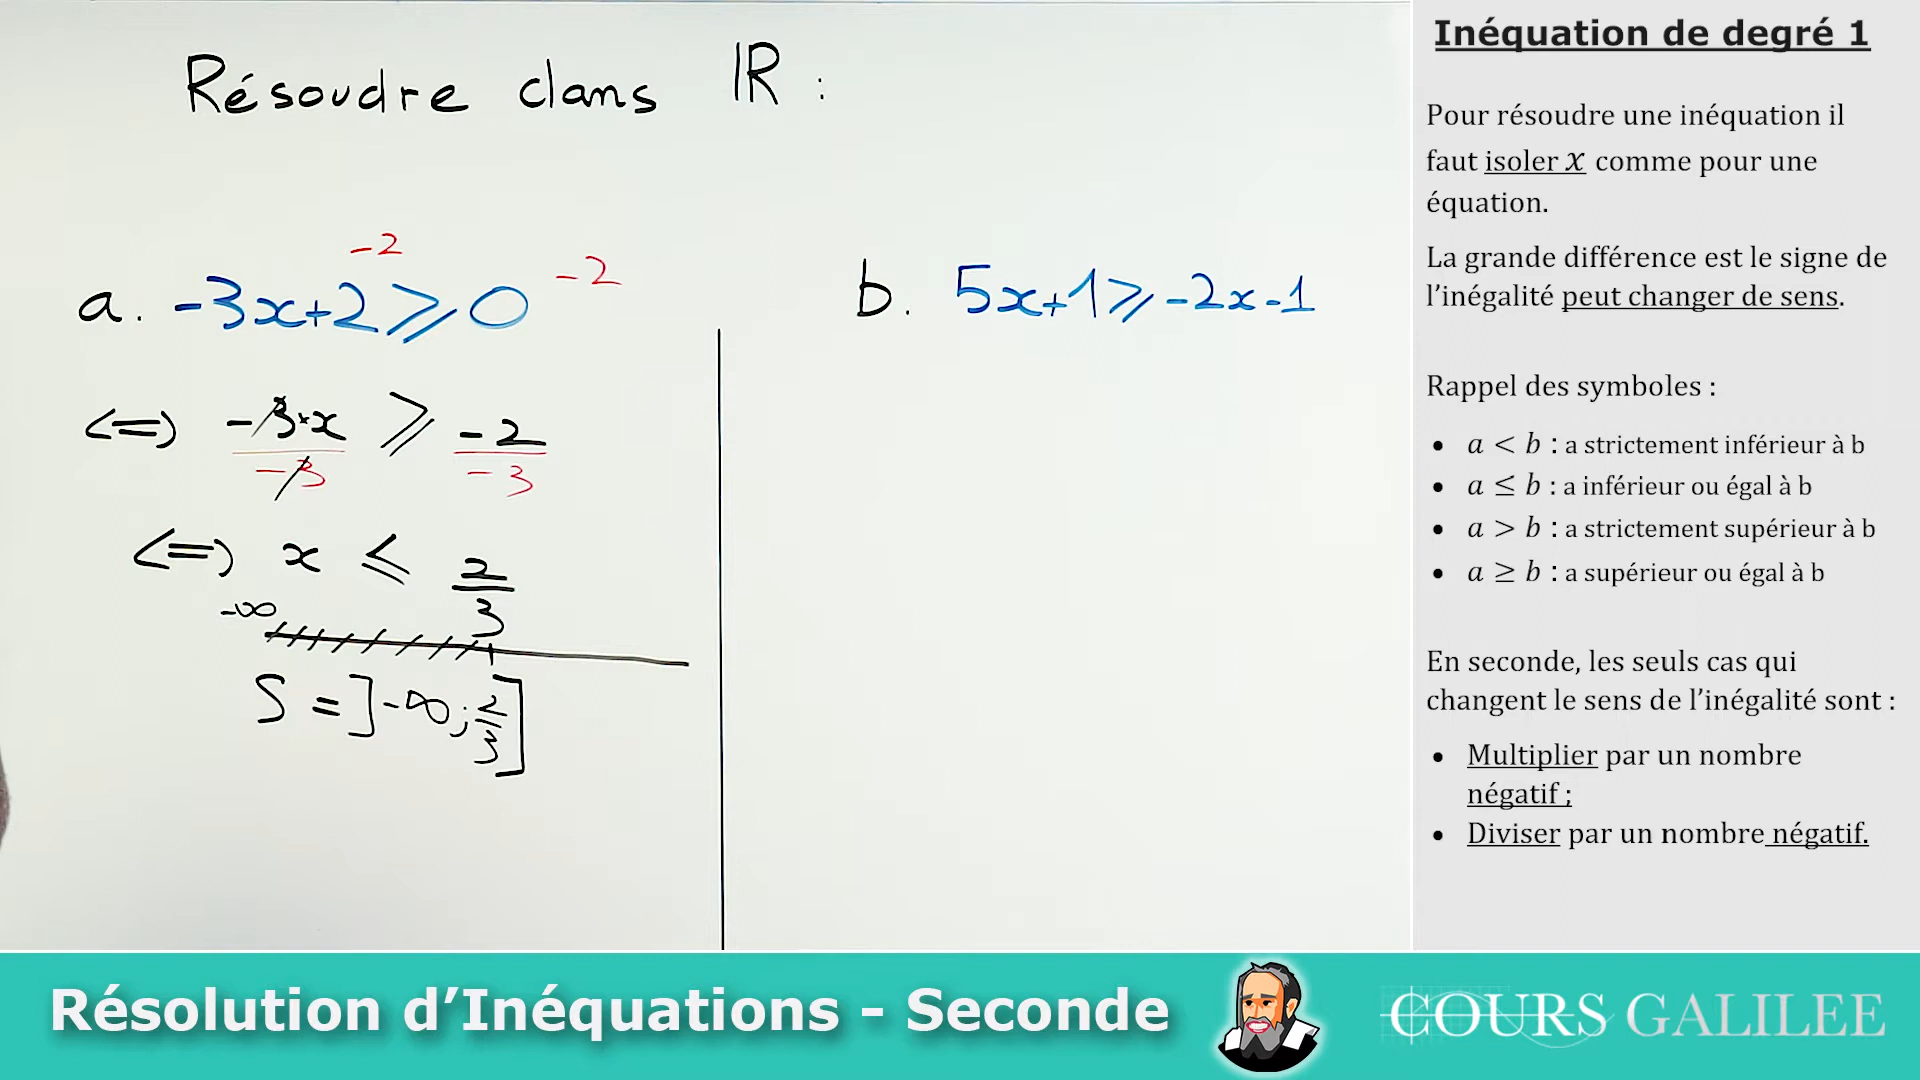 Résoudre dans ℝ :
-2 -2
a. -3x+2 ⩾ 0
<=> -3×x/-3 ⩾ -2/-3
<=> x ⩽ 2/3
-∞
S = ]-∞; 2/3]
b. 5x+1 ⩾ -2x-1
Inéquation de degré 1
Pour résoudre une inéquation il
faut isoler x comme pour une
équation.
La grande différence est le signe de
l’inégalité peut changer de sens.
Rappel des symboles :
• a < b : a strictement inférieur à b
• a ≤ b : a inférieur ou égal à b
• a > b : a strictement supérieur à b
• a ≥ b : a supérieur ou égal à b
En seconde, les seuls cas qui
changent le sens de l’inégalité sont :
• Multiplier par un nombre
négatif ;
• Diviser par un nombre négatif.
Résolution d’Inéquations - Seconde
COURS GALILEE